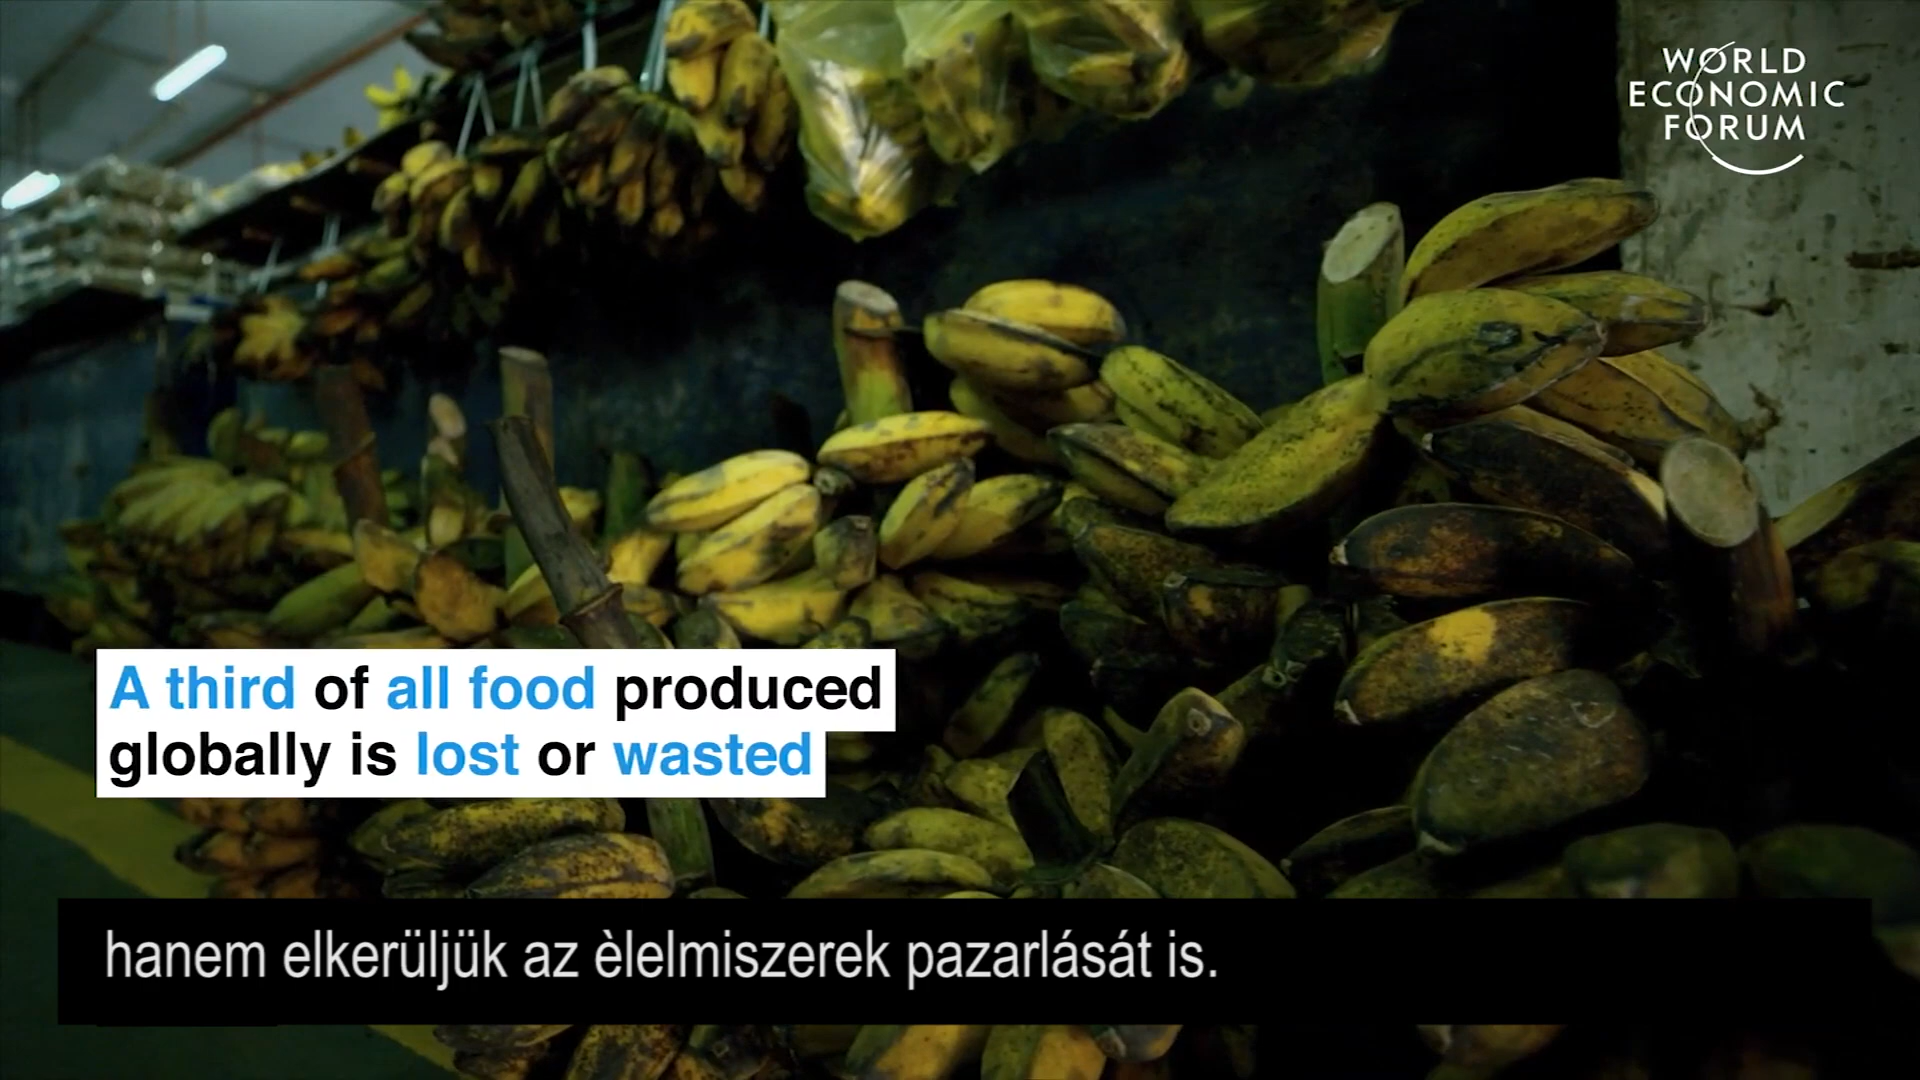 WORLD
ECONOMIC
FORUM
A third of all food produced
globally is lost or wasted
hanem elkerüljük az èlelmiszerek pazarlását is.